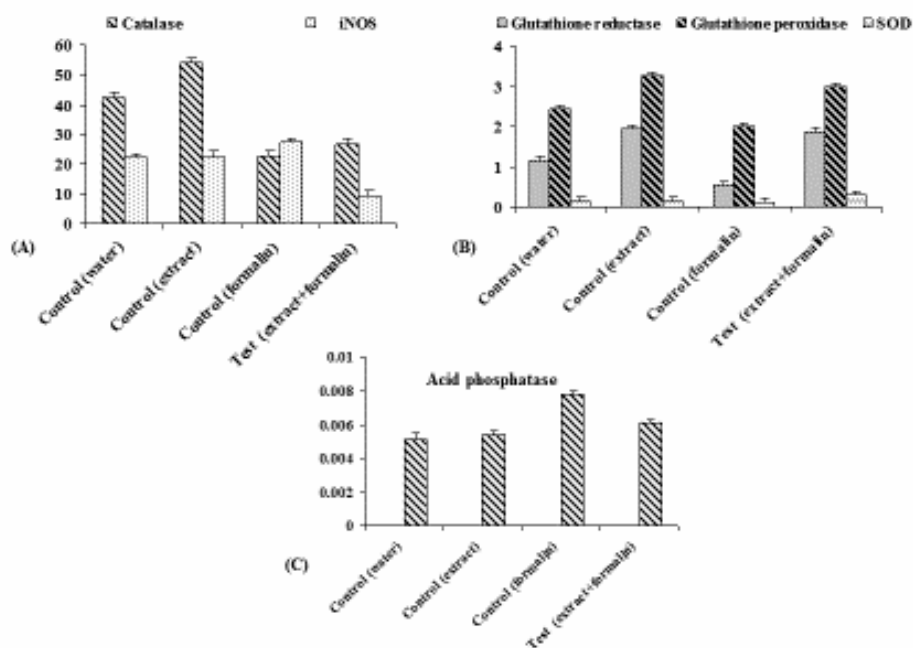 Catalase iNOS
60
50
40
30
20
10
0
(A)
Control (water)
Control (extract)
Control (formalin)
Test (extract+formalin)
Glutathione reductase Glutathione peroxidase SOD
4
3
2
1
0
(B)
Control (water)
Control (extract)
Control (formalin)
Test (extract+formalin)
Acid phosphatase
0.01
0.008
0.006
0.004
0.002
0
(C)
Control (water)
Control (extract)
Control (formalin)
Test (extract+formalin)